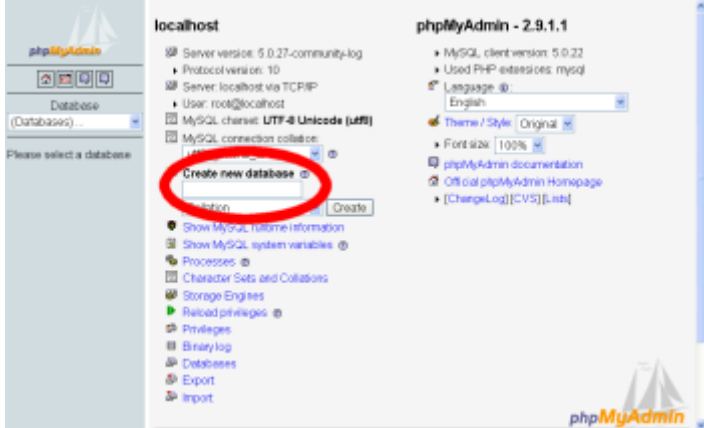 phpMyAdmin
Database
(Databases) ...
Please select a database
localhost
Server version: 5.0.27-community-log
Protocol version: 10
Server: localhost via TCP/IP
User: root@localhost
MySQL charset: UTF-8 Unicode (utf8)
MySQL connection collation:
Create new database
Collation
Create
Show MySQL runtime information
Show MySQL system variables
Processes
Character Sets and Collations
Storage Engines
Reload privileges
Privileges
Binary log
Databases
Export
Import
phpMyAdmin - 2.9.1.1
MySQL client version: 5.0.22
Used PHP extensions: mysql
Language
English
Theme / Style: Original
Font size: 100%
phpMyAdmin documentation
Official phpMyAdmin Homepage
[ChangeLog] [CVS] [Lists]
phpMyAdmin